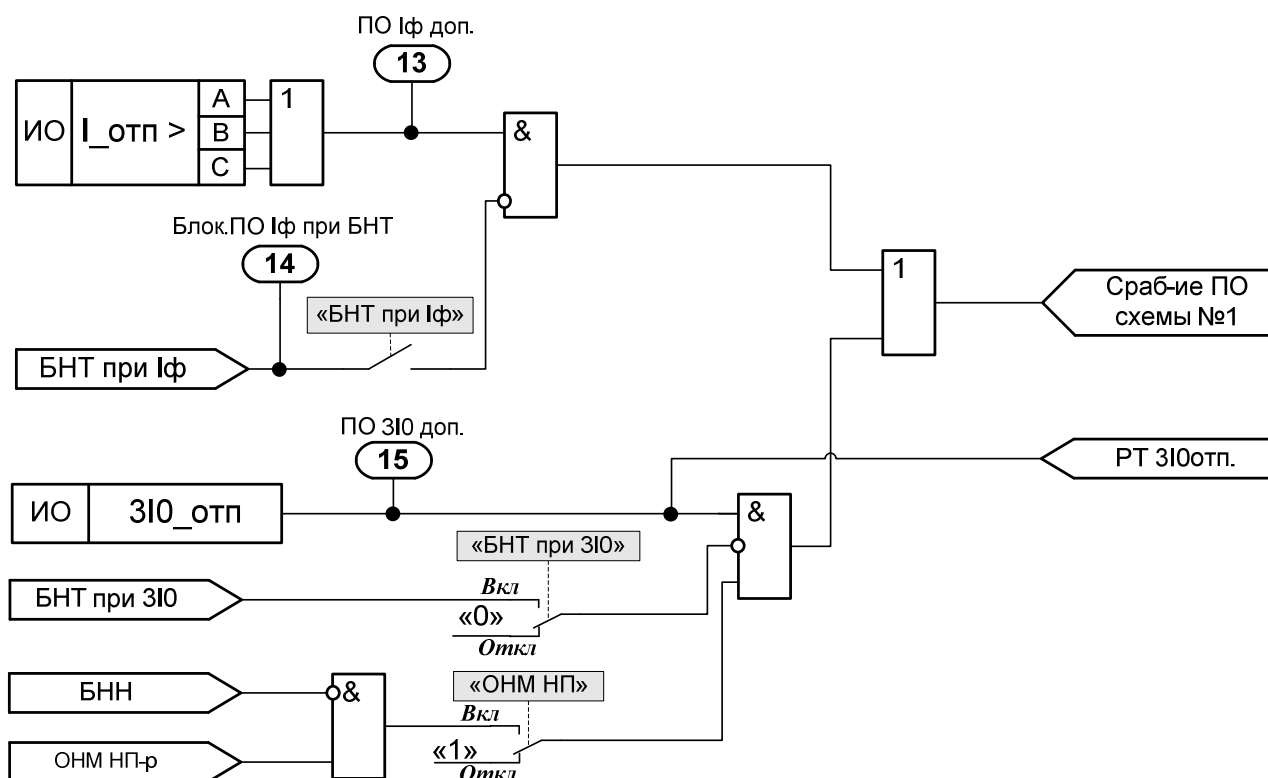 ПО Iф доп.
13
ИО
I_отп >
A
B
C
1
&
Блок.ПО Iф при БНТ
14
«БНТ при Iф»
БНТ при Iф
1
Сраб-ие ПО
схемы №1
ПО 3I0 доп.
15
РТ 3I0отп.
ИО
3I0_отп
&
«БНТ при 3I0»
БНТ при 3I0
Вкл
«0»
Откл
БНН
&
«ОНМ НП»
Вкл
ОНМ НП-р
«1»
Откл